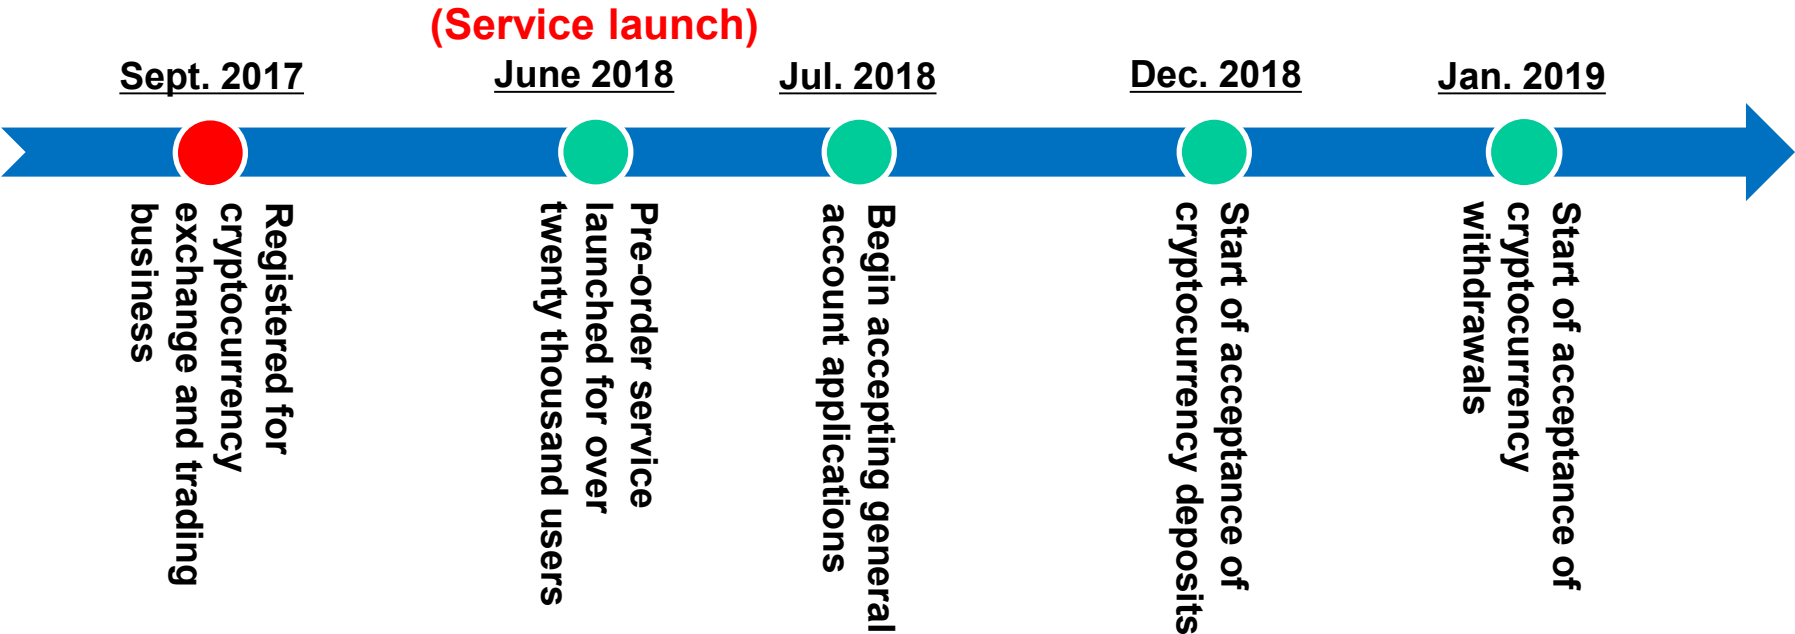 (Service launch)
Sept. 2017
June 2018
Jul. 2018
Dec. 2018
Jan. 2019
Registered for
cryptocurrency
exchange and trading
business
Pre-order service
launched for over
twenty thousand users
Begin accepting general
account applications
Start of acceptance of
cryptocurrency deposits
Start of acceptance of
cryptocurrency
withdrawals